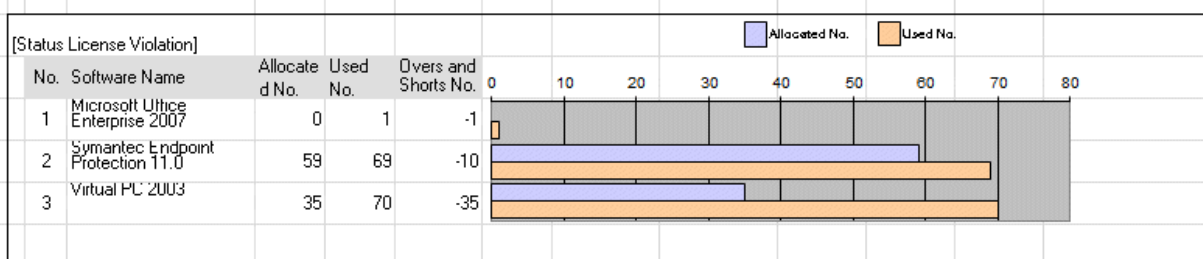 Allocated No. Used No.
[Status License Violation]
No. Software Name Allocate Used Overs and
d No. No. Shorts No.
0 10 20 30 40 50 60 70 80
Microsoft Office
1 Enterprise 2007 0 1 -1
Symantec Endpoint
2 Protection 11.0 59 69 -10
Virtual PC 2003
3 35 70 -35